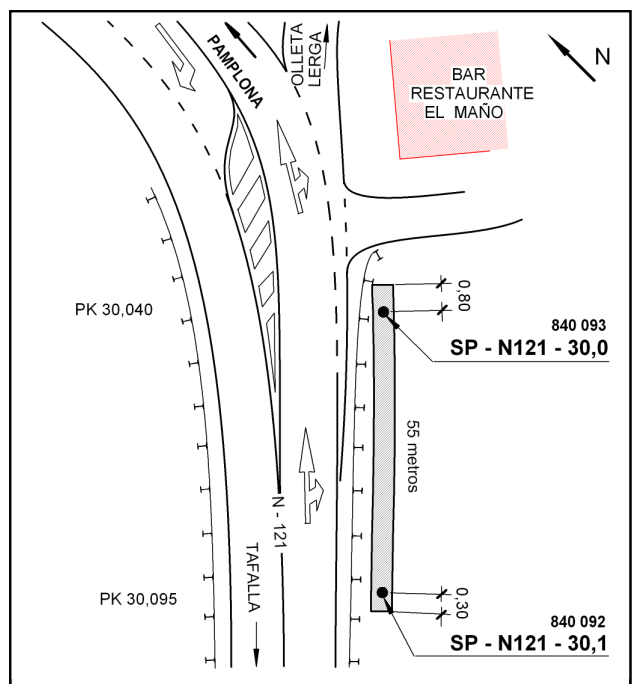 PAMPLONA
OLLETA
LERGA
N
BAR
RESTAURANTE
EL MAÑO
PK 30,040
0,80
840 093
SP - N121 - 30,0
55 metros
N - 121
TAFALLA
PK 30,095
0,30
840 092
SP - N121 - 30,1